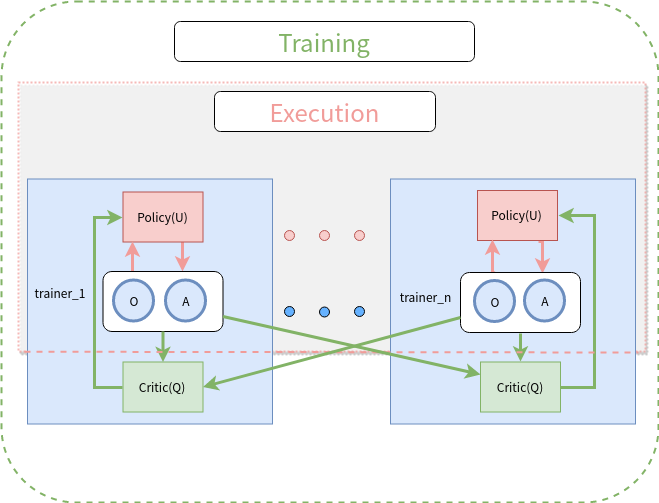 Training
Execution
Policy(U)
Policy(U)
trainer_1
O
A
trainer_n
O
A
Critic(Q)
Critic(Q)